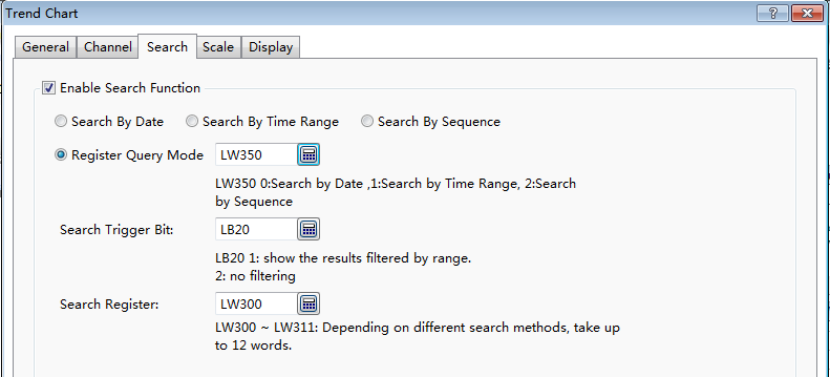 Trend Chart
General Channel Search Scale Display
Enable Search Function
Search By Date Search By Time Range Search By Sequence
Register Query Mode LW350
LW350 0:Search by Date ,1:Search by Time Range, 2:Search
by Sequence
Search Trigger Bit: LB20
LB20 1: show the results filtered by range.
2: no filtering
Search Register: LW300
LW300 ~ LW311: Depending on different search methods, take up
to 12 words.